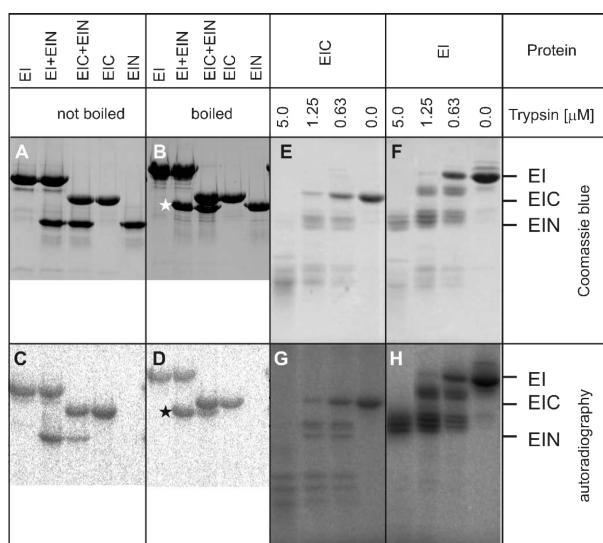 EI
EI+EIN
EIC+EIN
EIC
EIN
EI
EI+EIN
EIC+EIN
EIC
EIN
EIC
EI
Protein
not boiled
boiled
5.0
1.25
0.63
0.0
5.0
1.25
0.63
0.0
Trypsin [µM]
A
B
E
F
EI
EIC
EIN
Coomassie blue
C
D
G
H
EI
EIC
EIN
autoradiography